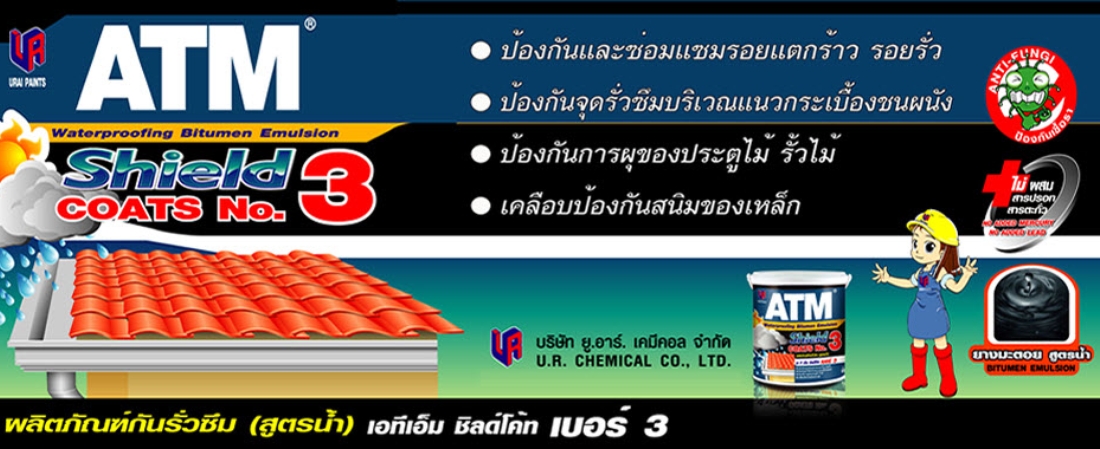 UR
URAI PAINTS
ATM®
Waterproofing Bitumen Emulsion
Shield
COATS No. 3
● ป้องกันและซ่อมแซมรอยแตกร้าว รอยรั่ว
● ป้องกันจุดรั่วซึมบริเวณแนวกระเบื้องชนผนัง
● ป้องกันการผุของประตูไม้ รั้วไม้
● เคลือบป้องกันสนิมของเหล็ก
ANTI-FUNGI
ป้องกันเชื้อรา
ไม่ ผสม
สารปรอท
สารตะกั่ว
NO ADDED MERCURY
NO ADDED LEAD
UR
บริษัท ยู.อาร์. เคมีคอล จำกัด
U.R. CHEMICAL CO., LTD.
ATM
Waterproofing Bitumen Emulsion
Shield
COATS No. 3
ยางมะตอย สูตรน้ำ
BITUMEN EMULSION
ผลิตภัณฑ์กันรั่วซึม (สูตรน้ำ) เอทีเอ็ม ชิลด์โค้ท เบอร์ 3